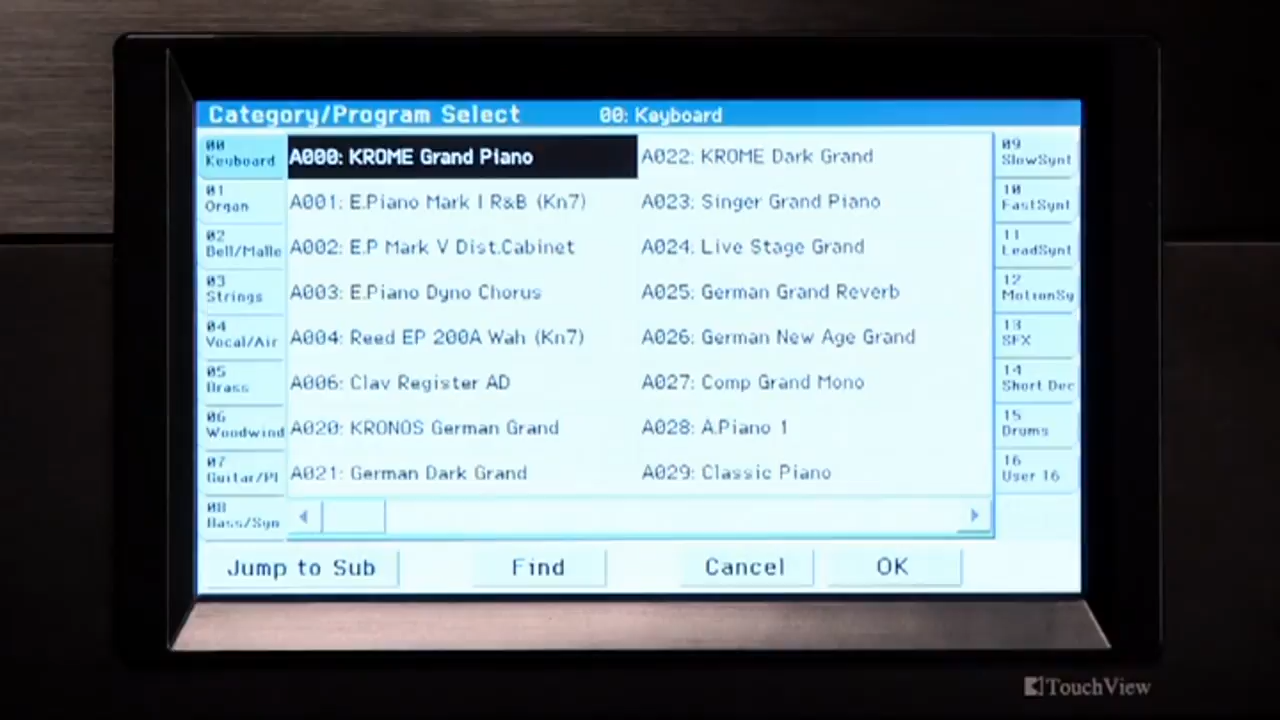 Category/Program Select 00: Keyboard
00
Keyboard
01
Organ
02
Bell/Malle
03
Strings
04
Vocal/Air
05
Brass
06
Woodwind
07
Guitar/Pl
08
Bass/Syn
A000: KROME Grand Piano
A001: E.Piano Mark I R&B (Kn7)
A002: E.P Mark V Dist.Cabinet
A003: E.Piano Dyno Chorus
A004: Reed EP 200A Wah (Kn7)
A006: Clav Register AD
A020: KRONOS German Grand
A021: German Dark Grand
A022: KROME Dark Grand
A023: Singer Grand Piano
A024: Live Stage Grand
A025: German Grand Reverb
A026: German New Age Grand
A027: Comp Grand Mono
A028: A.Piano 1
A029: Classic Piano
09
SlowSynt
10
FastSynt
11
LeadSynt
12
MotionSy
13
SFX
14
Short Dec
15
Drums
16
User 16
Jump to Sub
Find
Cancel
OK
TouchView